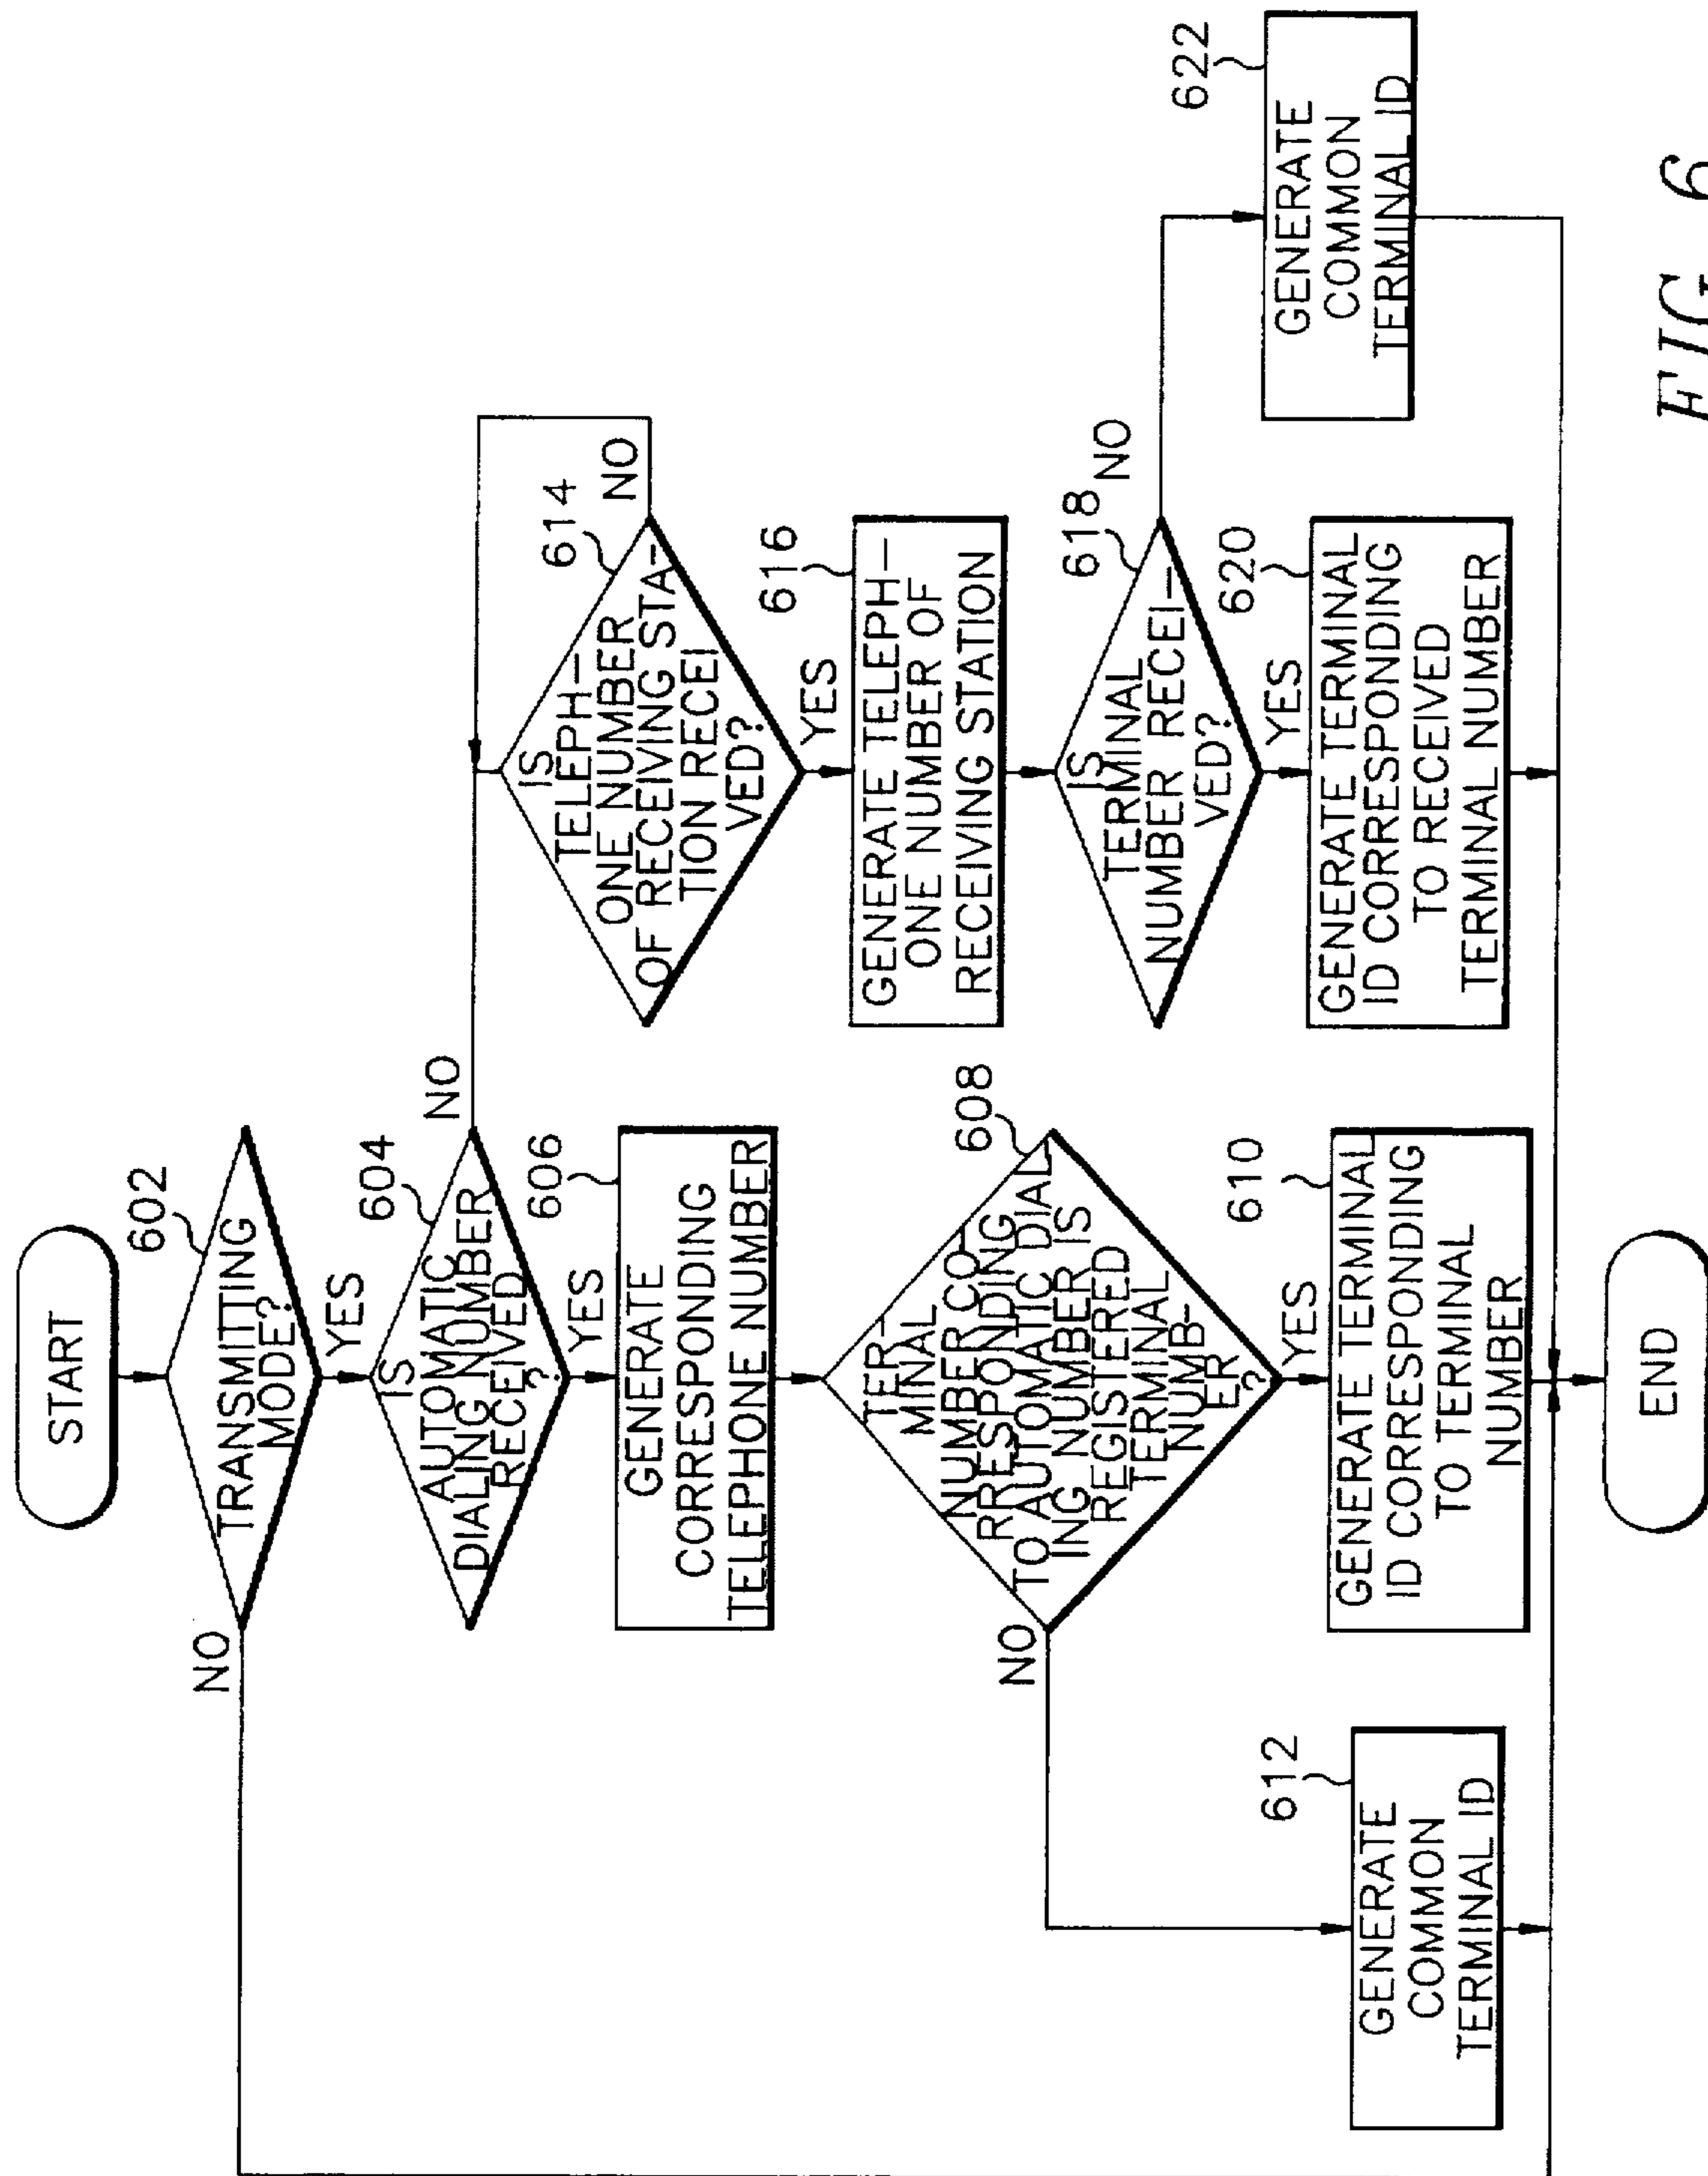 START
602
TRANSMITTING
MODE?
NO
YES
604
IS
AUTOMATIC
DIALING NUMBER
RECEIVED
?
NO
YES
606
GENERATE
CORRESPONDING
TELEPHONE NUMBER
608
TER-
MINAL
NUMBER CO-
RRESPONDING
TO AUTOMATIC DIAL
ING NUMBER IS
REGISTERED
TERMINAL
NUMB-
ER
?
NO
YES
610
GENERATE TERMINAL
ID CORRESPONDING
TO TERMINAL
NUMBER
612
GENERATE
COMMON
TERMINAL ID
614
IS
TELEPH-
ONE NUMBER
OF RECEIVING STA-
TION RECEI
VED?
NO
YES
616
GENERATE TELEPH-
ONE NUMBER OF
RECEIVING STATION
618
IS
TERMINAL
NUMBER RECEI-
VED?
NO
YES
620
GENERATE TERMINAL
ID CORRESPONDING
TO RECEIVED
TERMINAL NUMBER
622
GENERATE
COMMON
TERMINAL ID
END
FIG 6